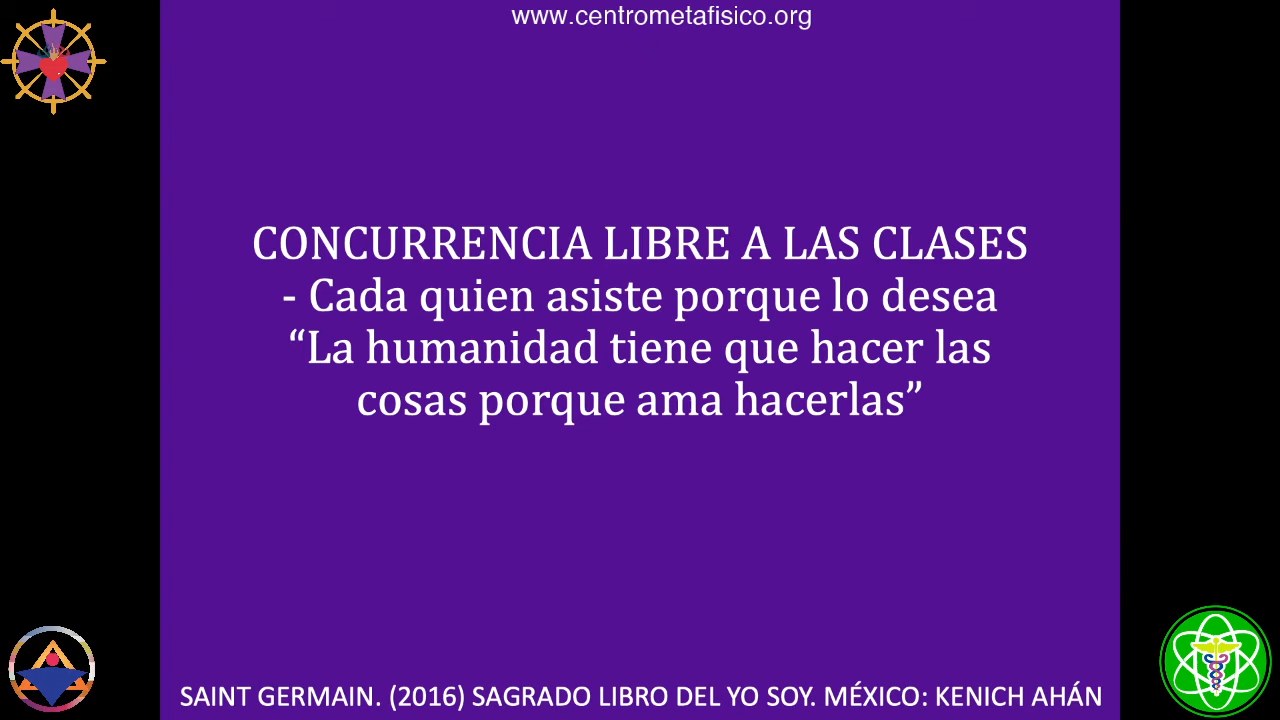 www.centrometafisico.org
CONCURRENCIA LIBRE A LAS CLASES
- Cada quien asiste porque lo desea
“La humanidad tiene que hacer las
cosas porque ama hacerlas”
SAINT GERMAIN. (2016) SAGRADO LIBRO DEL YO SOY. MÉXICO: KENICH AHÁN